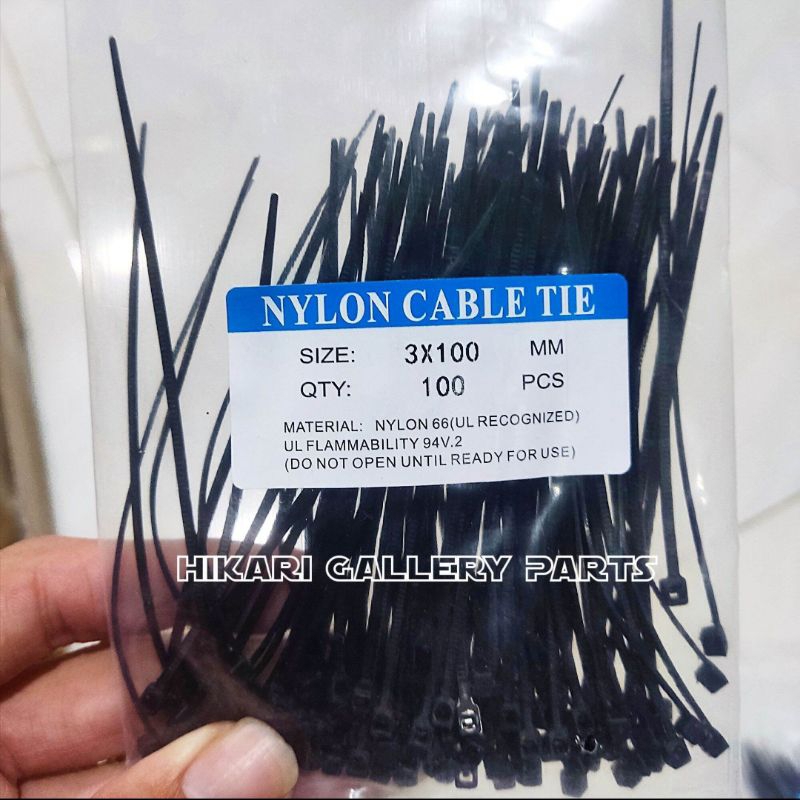 NYLON CABLE TIE
SIZE: 3X100 MM
QTY: 100 PCS
MATERIAL: NYLON 66(UL RECOGNIZED)
UL FLAMMABILITY 94V.2
(DO NOT OPEN UNTIL READY FOR USE)
HIKARI GALLERY PARTS